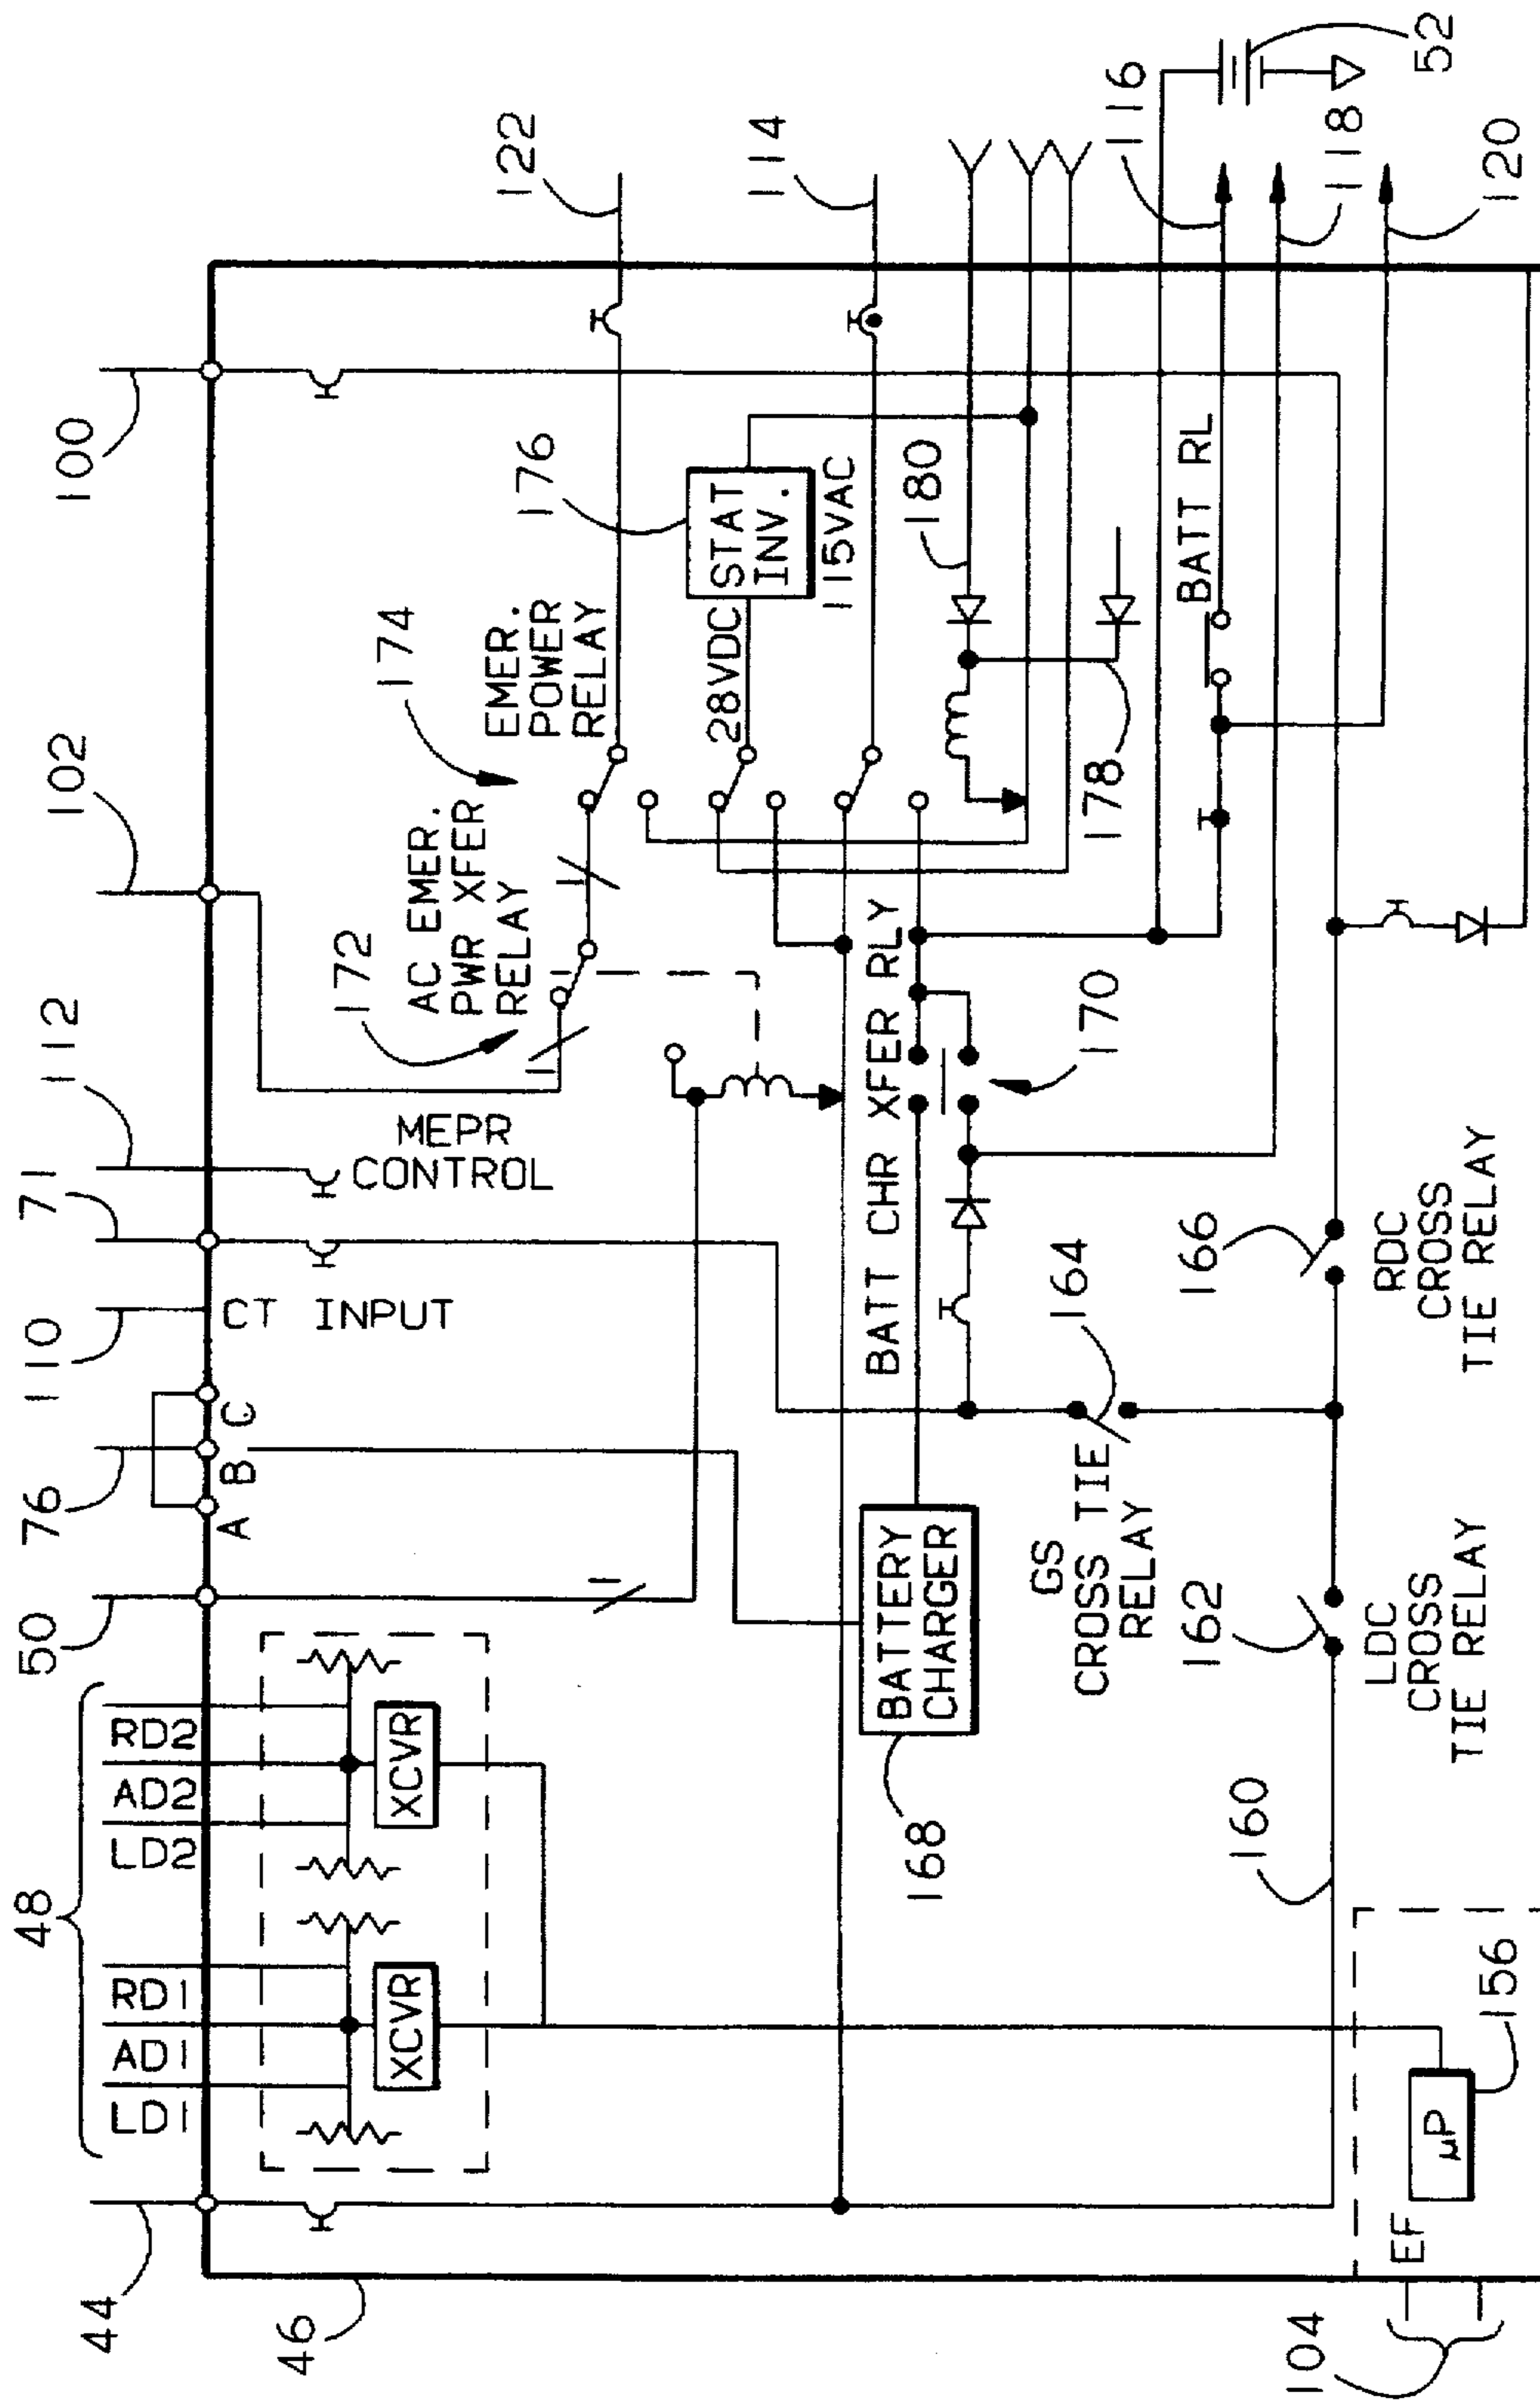 44
46
48
LD1
AD1
RD1
LD2
AD2
RD2
XCVR
XCVR
50
76
A
B
C
110
CT INPUT
71
112
MEPR
CONTROL
102
100
172
AC EMER.
PWR XFER
RELAY
174
EMER.
POWER
RELAY
122
176
28VDC
STAT
INV.
115VAC
114
180
178
BATT RL
116
52
118
120
BATT CHR XFER RLY
170
168
BATTERY
CHARGER
GS
CROSS TIE
RELAY
164
160
162
LDC
CROSS
TIE RELAY
166
RDC
CROSS
TIE RELAY
104
EF
µP
156